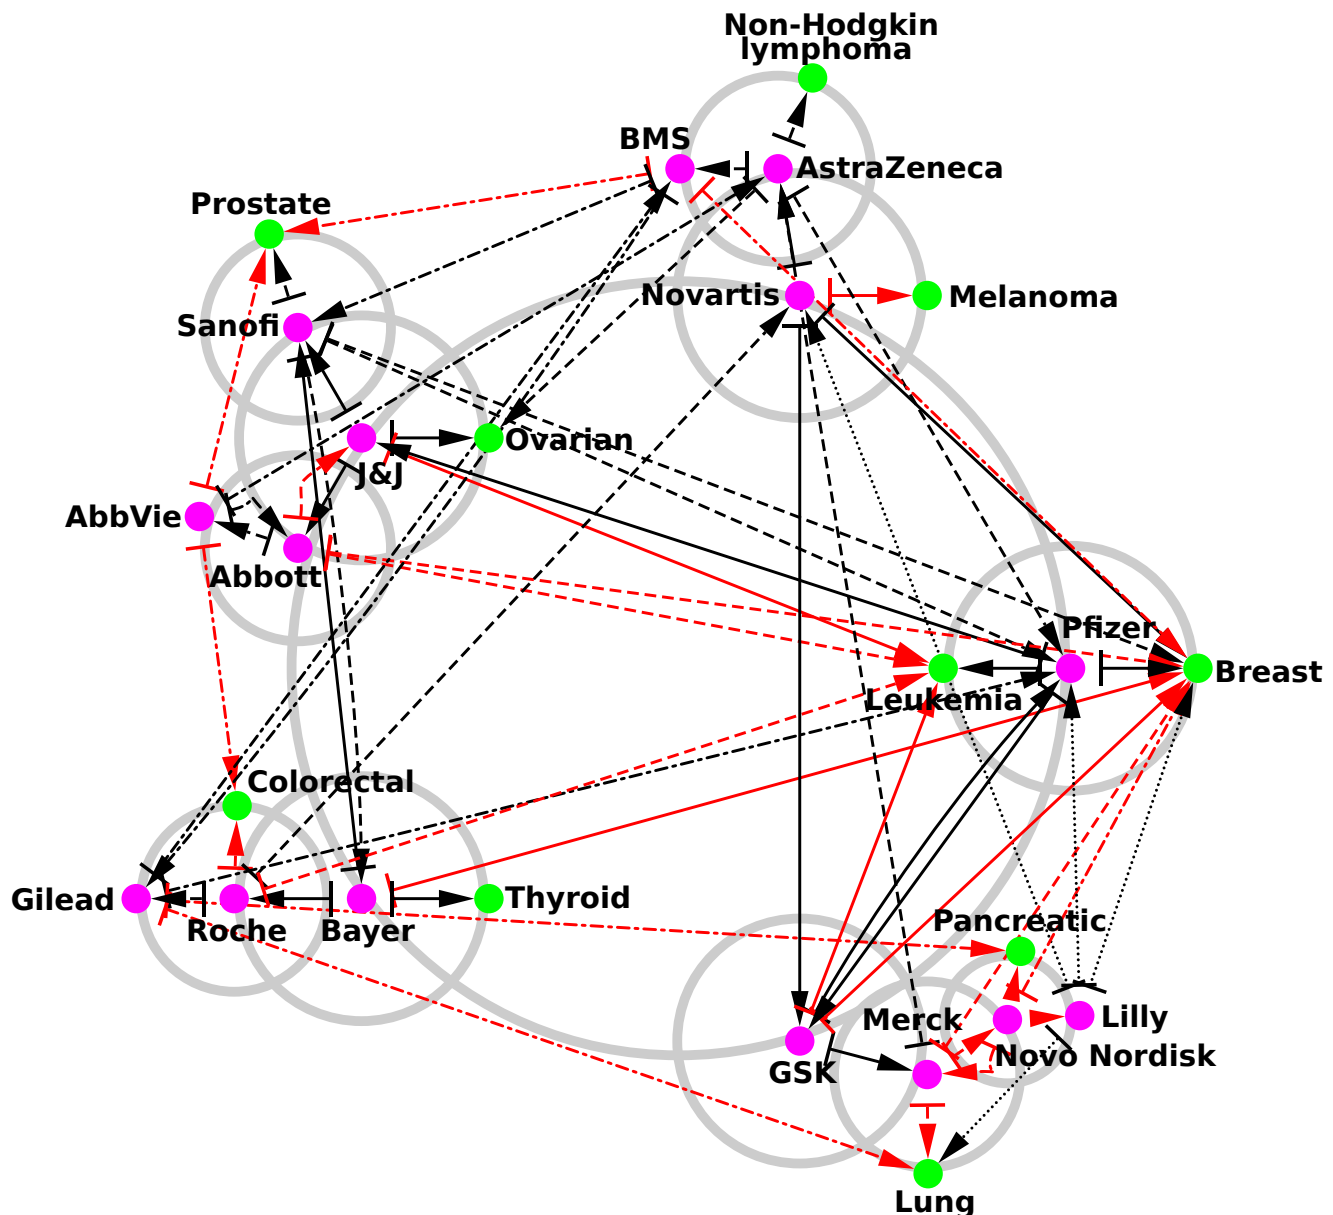 Non-Hodgkin
lymphoma
BMS
AstraZeneca
Prostate
Novartis
Melanoma
Sanofi
Ovarian
J&J
AbbVie
Abbott
Pfizer
Breast
Leukemia
Colorectal
Gilead
Roche
Bayer
Thyroid
Pancreatic
Merck
Lilly
Novo Nordisk
GSK
Lung